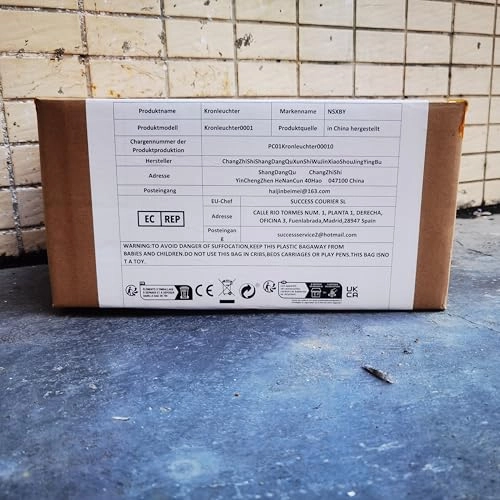 Produktname Kronleuchter Markenname NSXBY
Produktmodell Kronleuchter0001 Produktquelle in China hergestellt
Chargennummer der
Produktproduktion
PC01Kronleuchter00010
Hersteller ChangZhiShiShangDangQuXunShiWuJinXiaoShouJingYingBu
Adresse
ShangDangQu ChangZhiShi
YinChengZhen HeNanCun 40Hao 047100 China
Posteingang haijinbeimei@163.com
EC REP
EU-Chef SUCCESS COURIER SL
Adresse
CALLE RIO TORMES NUM. 1, PLANTA 1, DERECHA,
OFICINA 3, Fuenlabrada,Madrid,28947 Spain
Posteingan
g
successservice2@hotmail.com
WARNING:TO AVOID DANGER OF SUFFOCATION,KEEP THIS PLASTIC BAGAWAY FROM
BABIES AND CHILDREN.DO NOT USE THIS BAG IN CRIBS,BEDS CARRIAGES OR PLAY PENS.THIS BAG ISNO
T A TOY.
CE
UK
CA